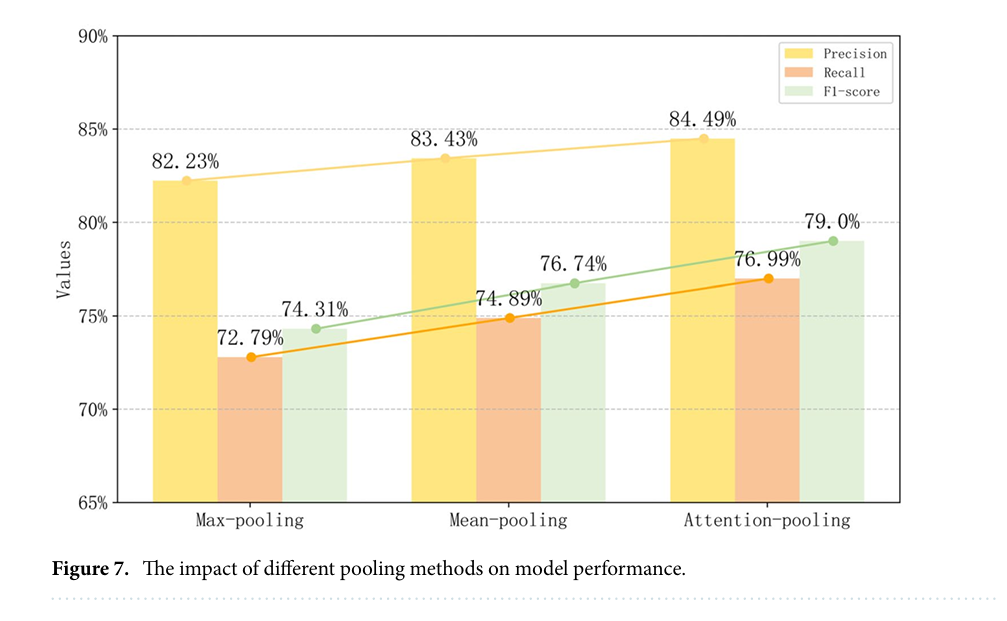 90%
Precision
Recall
F1-score
85%
84. 49%
83. 43%
82. 23%
80%
79. 0%
76. 99%
76. 74%
74. 89%
74. 31%
75%
72. 79%
70%
65%
Values
Max-pooling Mean-pooling Attention-pooling
Figure 7. The impact of different pooling methods on model performance.